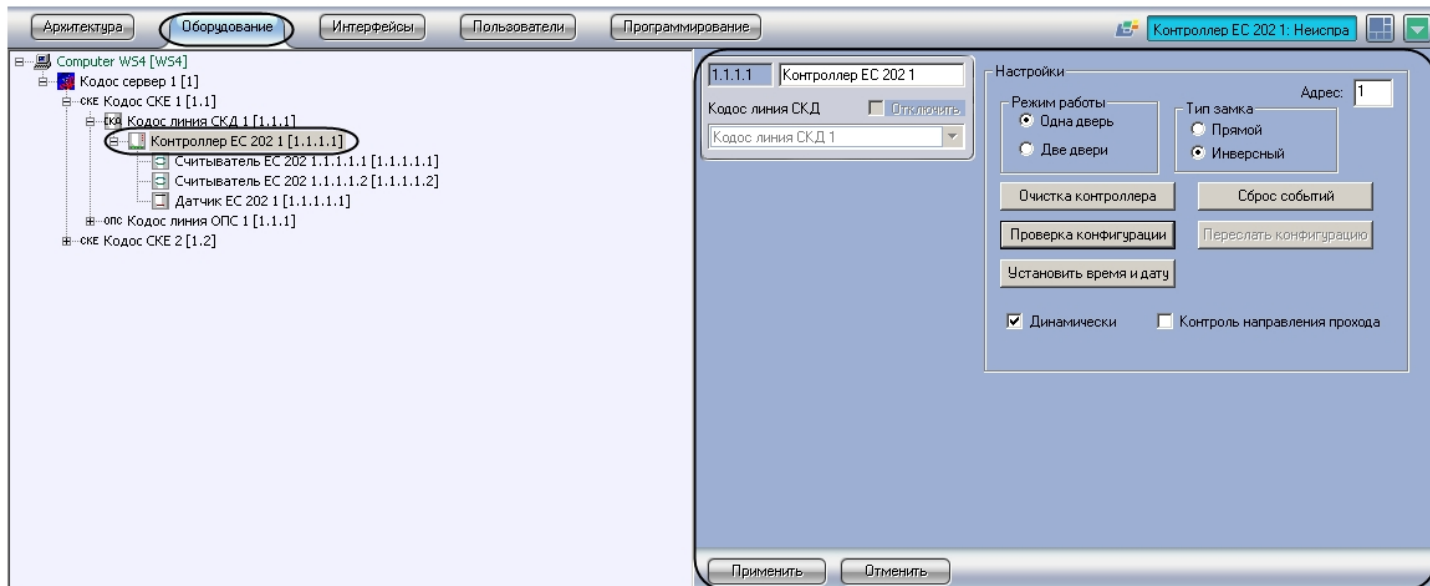 Архитектура Оборудование Интерфейсы Пользователи Программирование Контроллер ЕС 202 1: Неиспра
Computer WS4 [WS4]
Кодос сервер 1 [1]
СКЕ Кодос СКЕ 1 [1.1]
СКД Кодос линия СКД 1 [1.1.1]
Контроллер ЕС 202 1 [1.1.1.1]
Считыватель ЕС 202 1.1.1.1.1 [1.1.1.1.1]
Считыватель ЕС 202 1.1.1.1.2 [1.1.1.1.2]
Датчик ЕС 202 1 [1.1.1.1.1]
ОПС Кодос линия ОПС 1 [1.1.1]
СКЕ Кодос СКЕ 2 [1.2]
1.1.1.1 Контроллер ЕС 202 1
Кодос линия СКД Отключить
Кодос линия СКД 1
Настройки
Адрес: 1
Режим работы
Одна дверь
Две двери
Тип замка
Прямой
Инверсный
Очистка контроллера Сброс событий
Проверка конфигурации Переслать конфигурацию
Установить время и дату
Динамически Контроль направления прохода
Применить Отменить